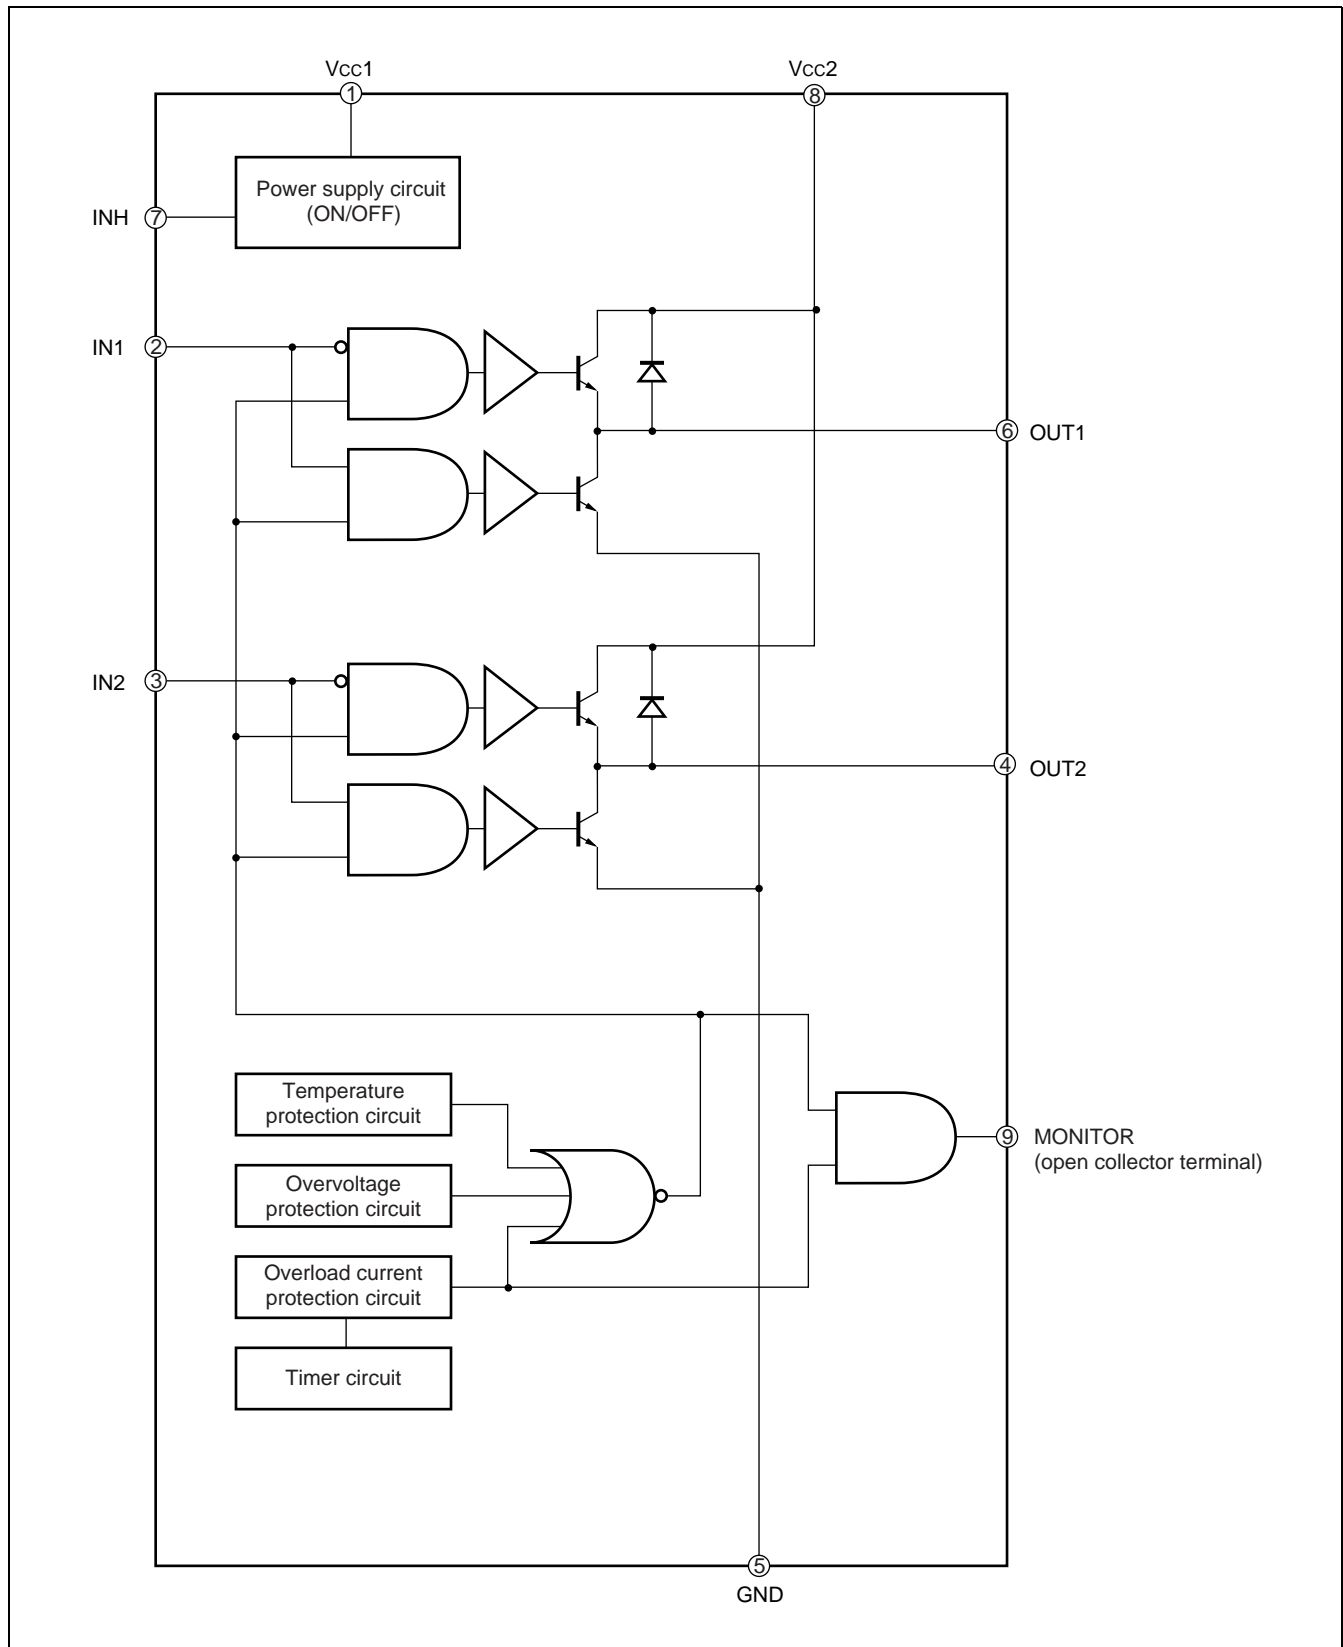 Vcc1
Vcc2
1
8
Power supply circuit
(ON/OFF)
INH
7
IN1
2
6
OUT1
IN2
3
4
OUT2
Temperature
protection circuit
9
MONITOR
(open collector terminal)
Overvoltage
protection circuit
Overload current
protection circuit
Timer circuit
5
GND